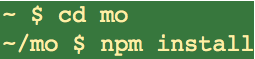 ~ $ cd mo
~/mo $ npm install